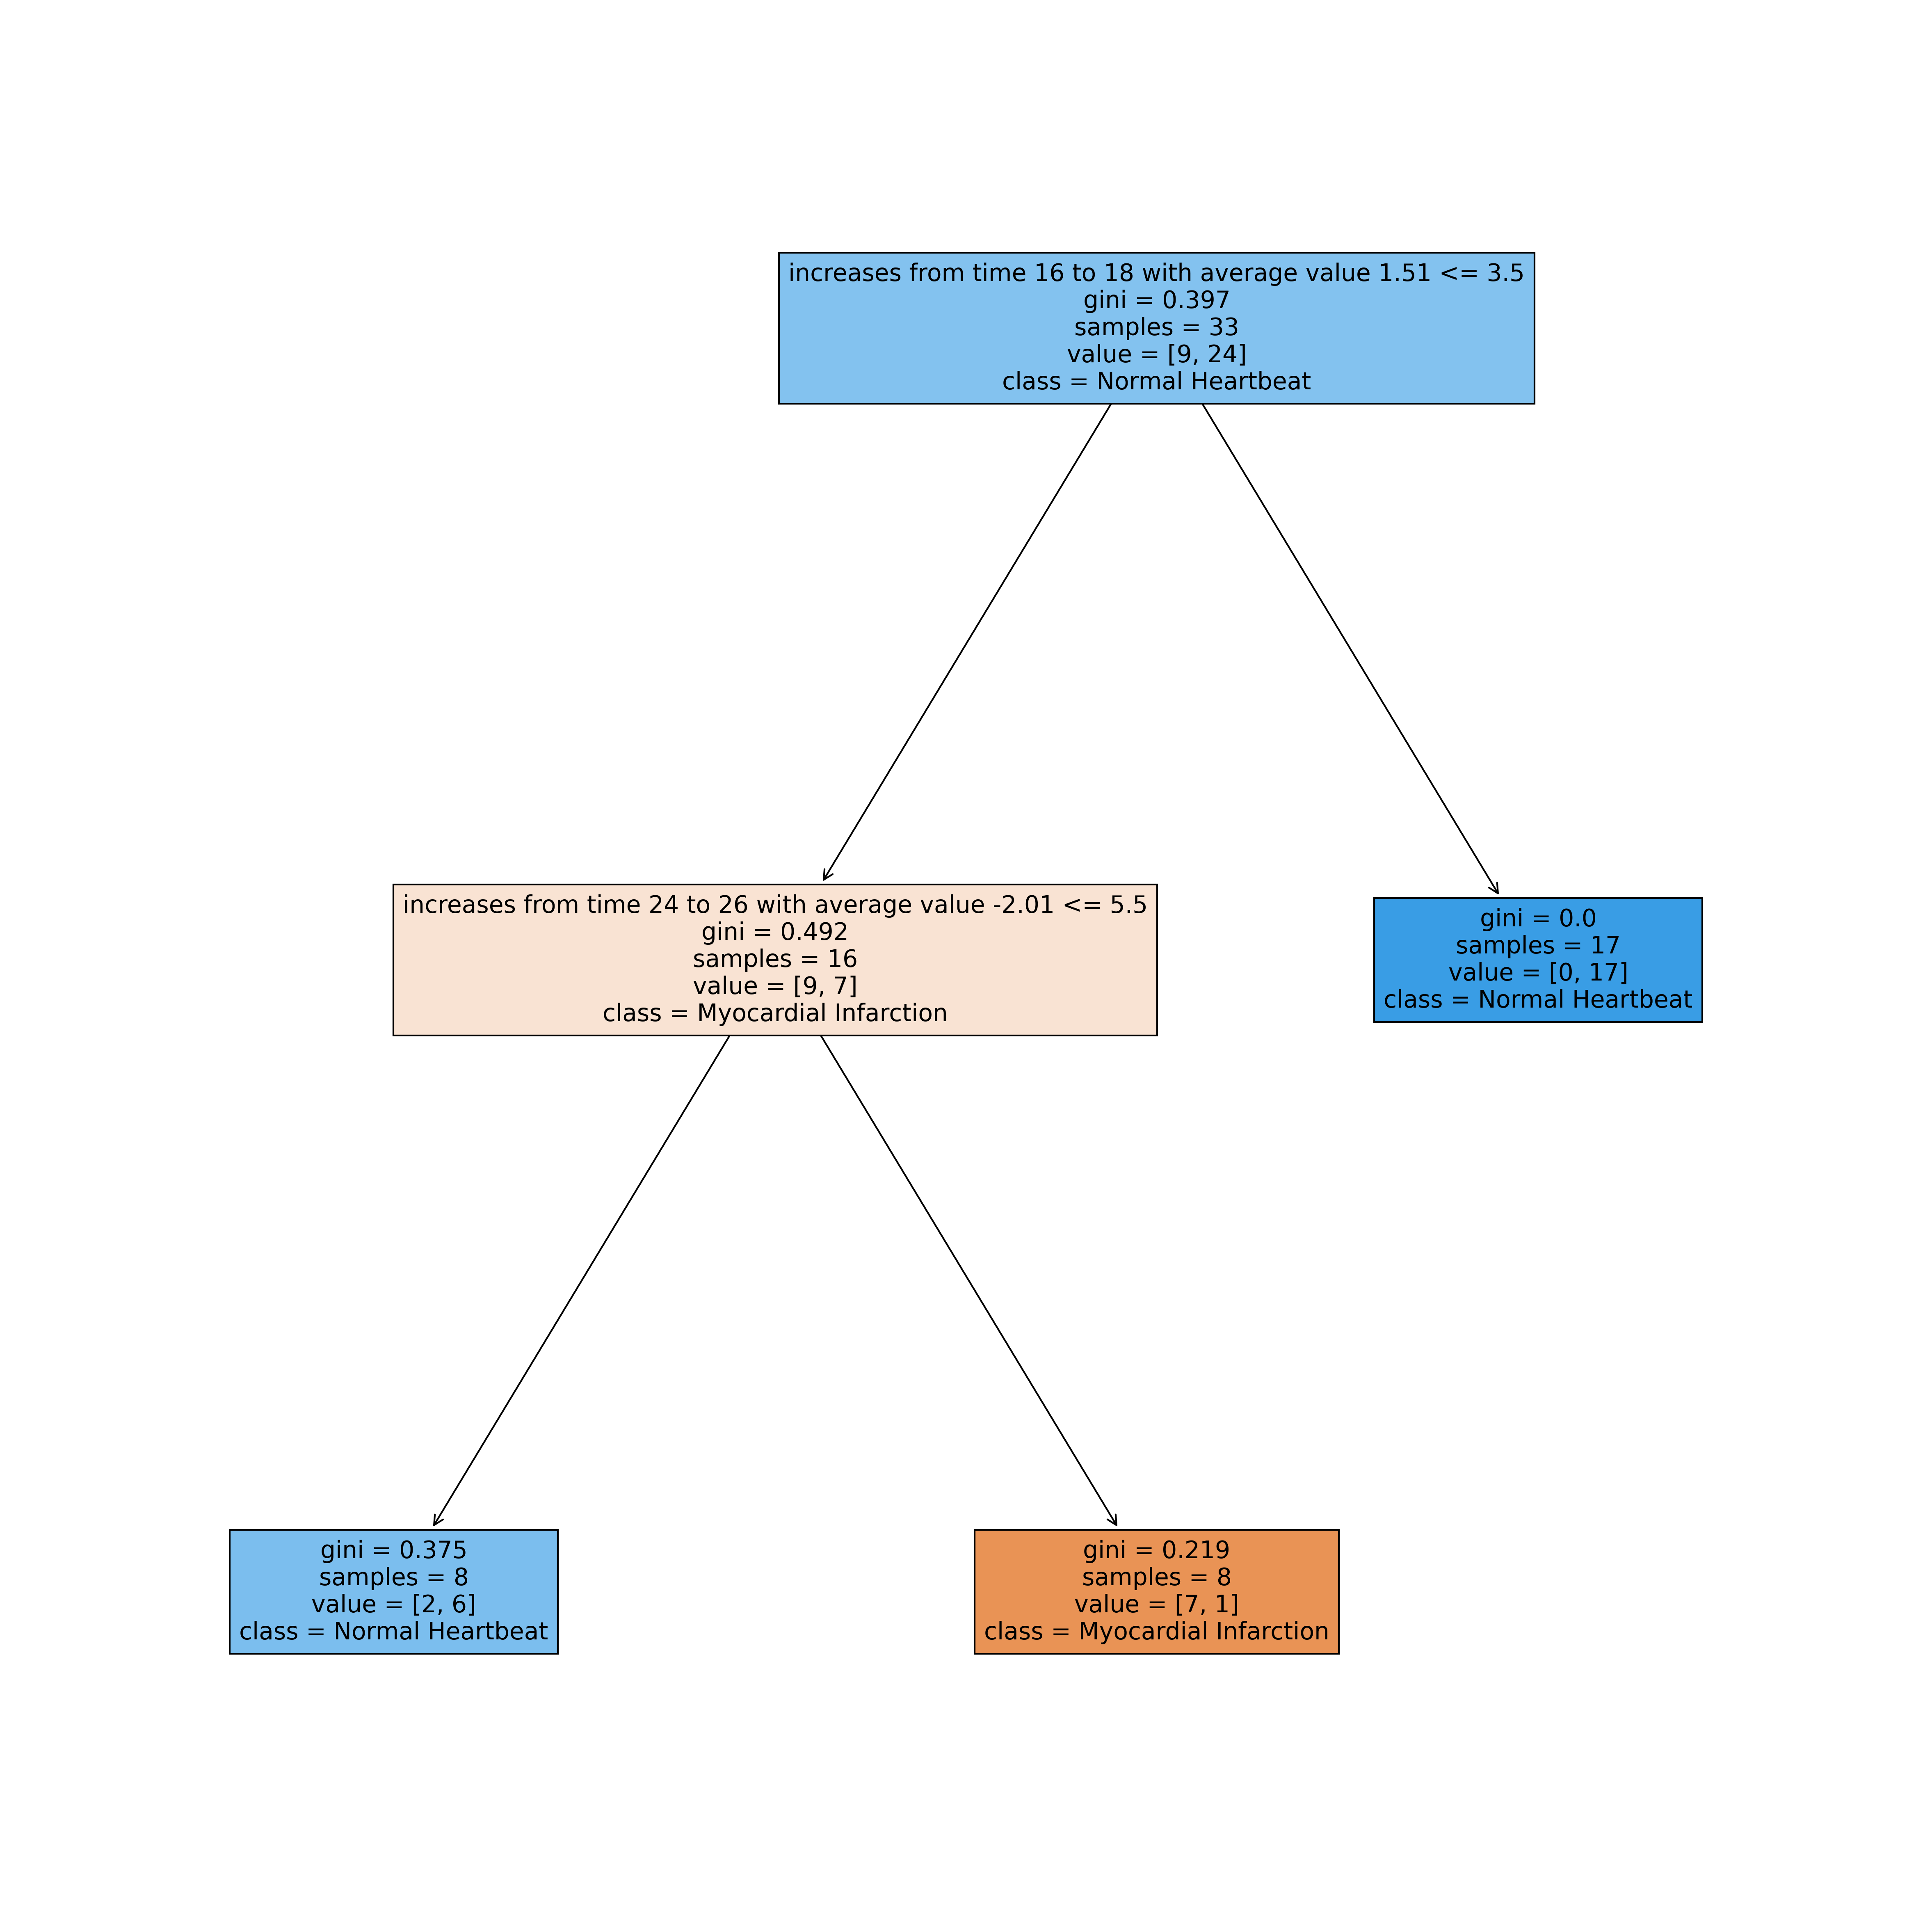 increases from time 16 to 18 with average value 1.51 <= 3.5
gini = 0.397
samples = 33
value = [9, 24]
class = Normal Heartbeat
increases from time 24 to 26 with average value -2.01 <= 5.5
gini = 0.492
samples = 16
value = [9, 7]
class = Myocardial Infarction
gini = 0.0
samples = 17
value = [0, 17]
class = Normal Heartbeat
gini = 0.375
samples = 8
value = [2, 6]
class = Normal Heartbeat
gini = 0.219
samples = 8
value = [7, 1]
class = Myocardial Infarction